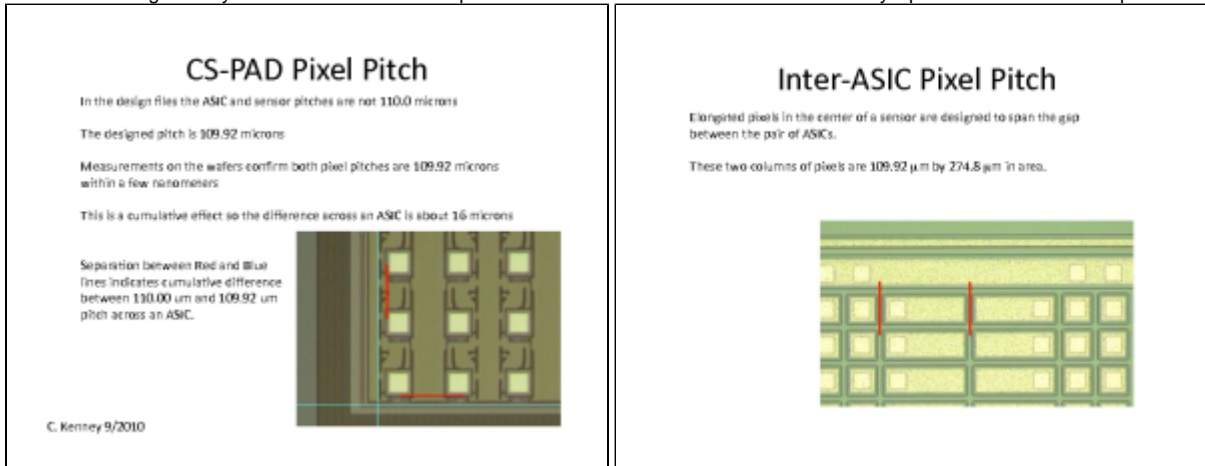 CS-PAD Pixel Pitch
In the design files the ASIC and sensor pitches are not 110.0 microns
The designed pitch is 109.92 microns
Measurements on the wafers confirm both pixel pitches are 109.92 microns
within a few nanometers
This is a cumulative effect so the difference across an ASIC is about 16 microns
Separation between Red and Blue
lines indicates cumulative difference
between 110.00 um and 109.92 um
pitch across an ASIC.
C. Kenney 9/2010
Inter-ASIC Pixel Pitch
Elongated pixels in the center of a sensor are designed to span the gap
between the pair of ASICs.
These two columns of pixels are 109.92 μm by 274.8 μm in area.